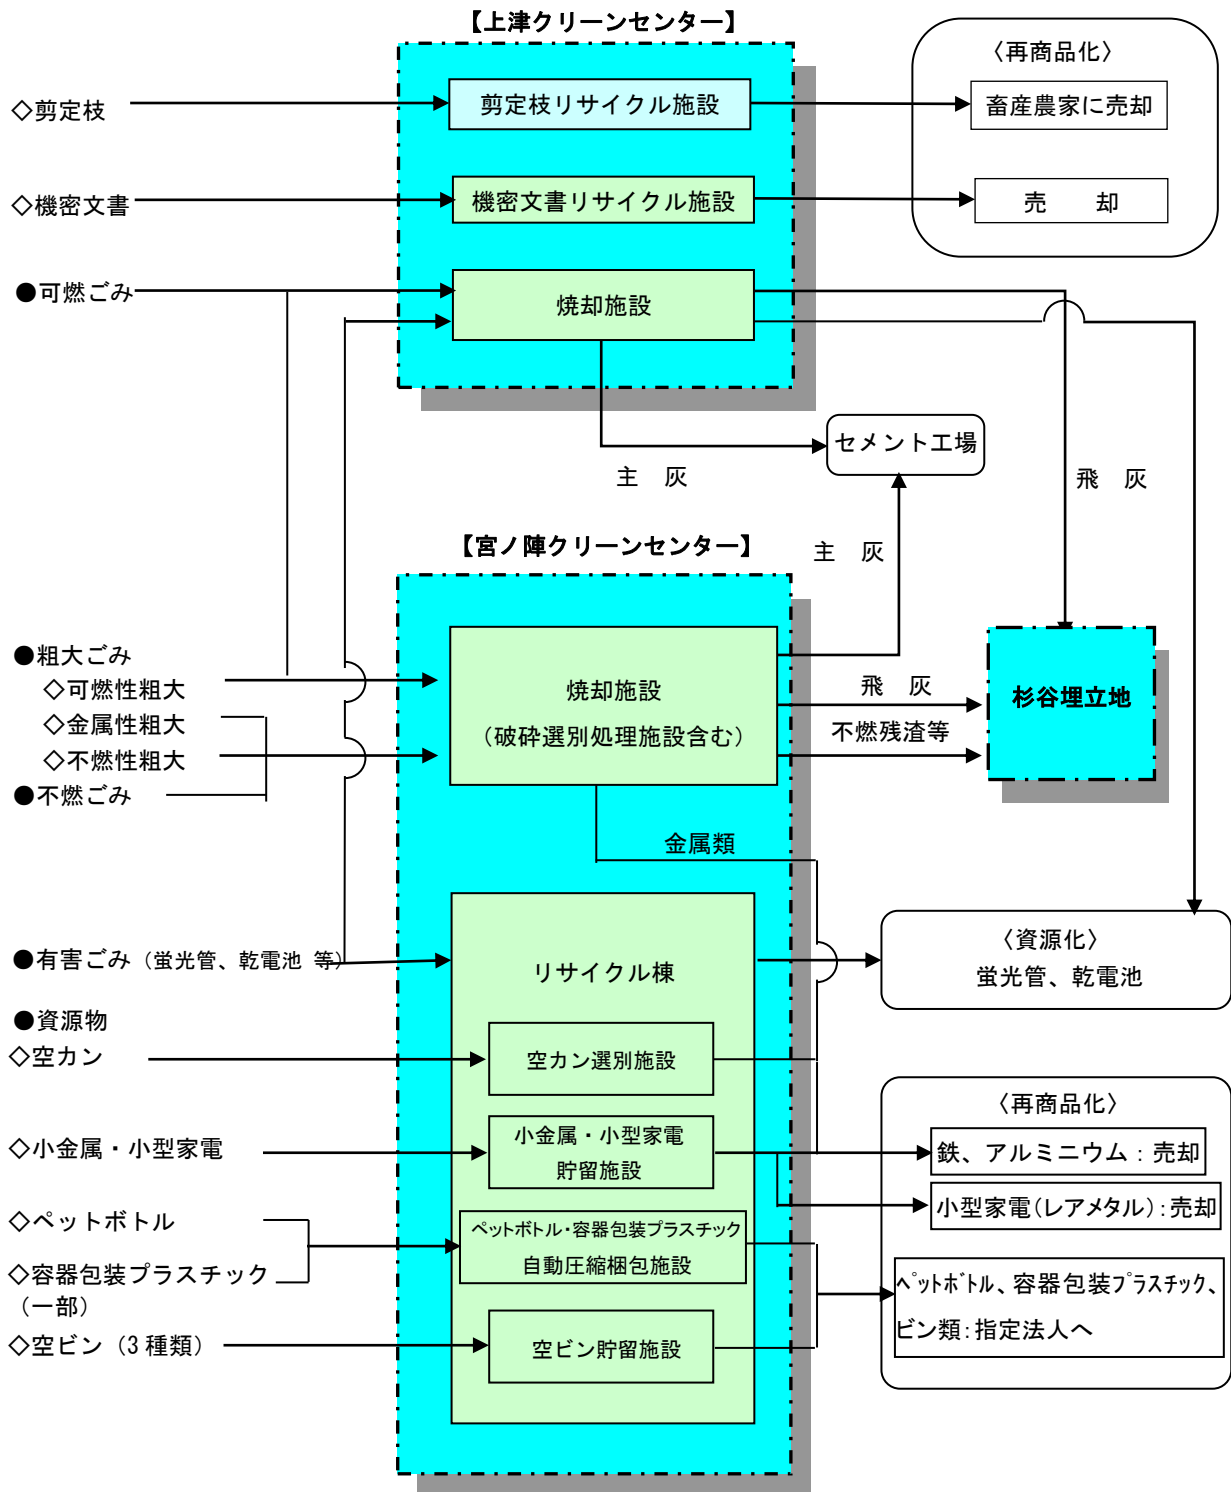 【上津クリーンセンター】
〈再商品化〉
◇剪定枝
剪定枝リサイクル施設
畜産農家に売却
◇機密文書
機密文書リサイクル施設
売　却
●可燃ごみ
焼却施設
セメント工場
主　灰
飛　灰
【宮ノ陣クリーンセンター】
主　灰
●粗大ごみ
◇可燃性粗大
◇金属性粗大
◇不燃性粗大
●不燃ごみ
焼却施設
（破砕選別処理施設含む）
飛　灰
不燃残渣等
杉谷埋立地
金属類
●有害ごみ（蛍光管、乾電池 等）
リサイクル棟
〈資源化〉
蛍光管、乾電池
●資源物
◇空カン
空カン選別施設
〈再商品化〉
◇小金属・小型家電
小金属・小型家電
貯留施設
鉄、アルミニウム：売却
小型家電(レアメタル):売却
◇ペットボトル
◇容器包装プラスチック
（一部）
ペットボトル・容器包装プラスチック
自動圧縮梱包施設
ペットボトル、容器包装プラスチック、
ビン類:指定法人へ
◇空ビン（3種類）
空ビン貯留施設